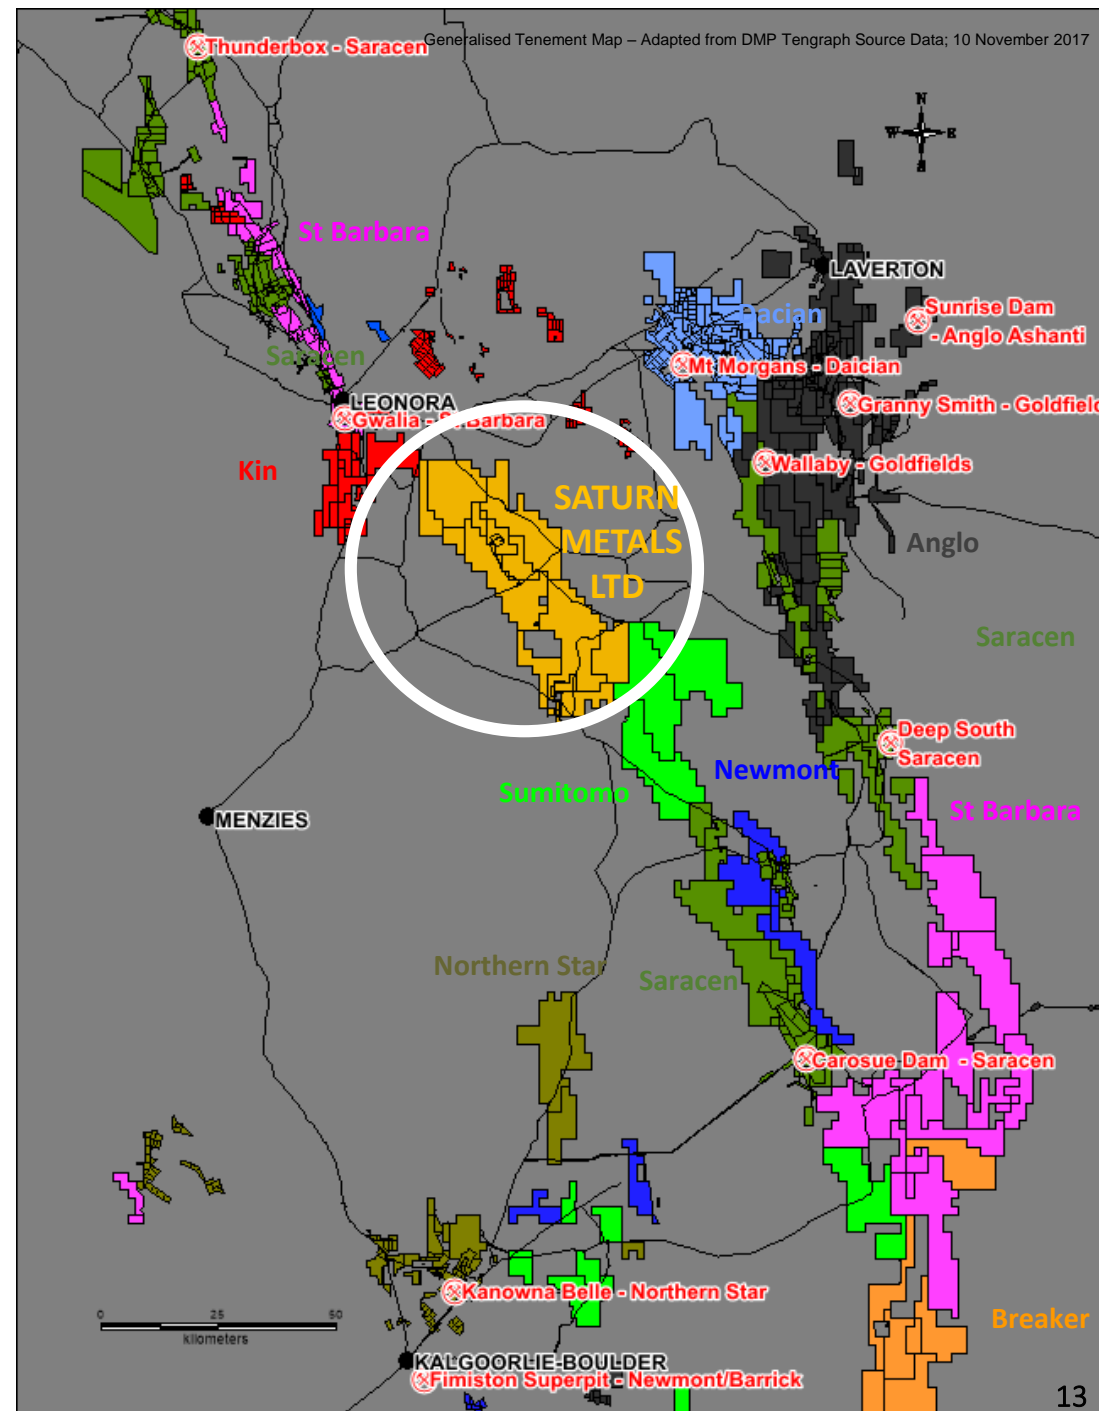 Thunderbox - Saracen
Generalised Tenement Map – Adapted from DMP Tengraph Source Data; 10 November 2017
N
W E
S
St Barbara
LAVERTON
Dacian
Sunrise Dam
- Anglo Ashanti
Saracen
Mt Morgans - Daician
LEONORA
Gwalia - St Barbara
Granny Smith - Goldfield
Kin
Wallaby - Goldfields
SATURN
METALS
LTD
Anglo
Saracen
Deep South
Saracen
Newmont
Sumitomo
St Barbara
MENZIES
Northern Star
Saracen
Carosue Dam - Saracen
Kanowna Belle - Northern Star
0 25 50
kilometers
Breaker
KALGOORLIE-BOULDER
Fimiston Superpit - Newmont/Barrick
13